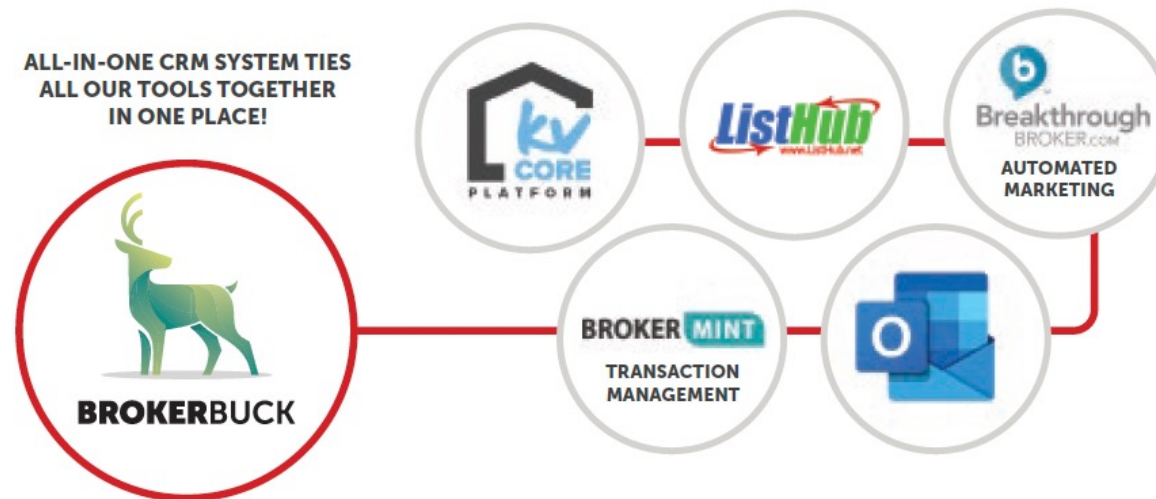 ALL-IN-ONE CRM SYSTEM TIES
ALL OUR TOOLS TOGETHER
IN ONE PLACE!
BROKERBUCK
kv
CORE
PLATFORM
ListHub
www.ListHub.net
b
Breakthrough
BROKER.COM
AUTOMATED
MARKETING
BROKER MINT
TRANSACTION
MANAGEMENT
O